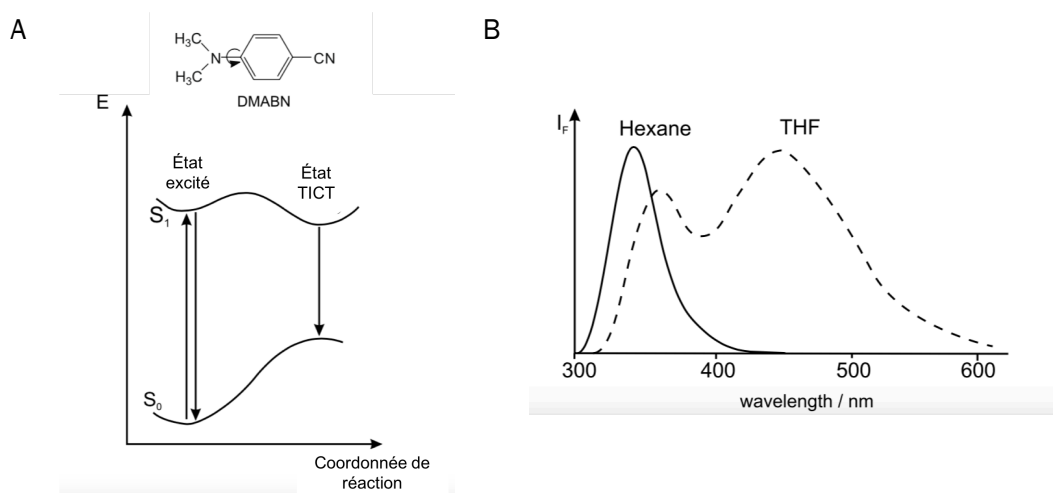 A
H₃C
N
CN
H₃C
DMABN
E
État
excité
État
TICT
S₁
S₀
Coordonnée de
réaction
B
I_F
Hexane
THF
300 400 500 600
wavelength / nm